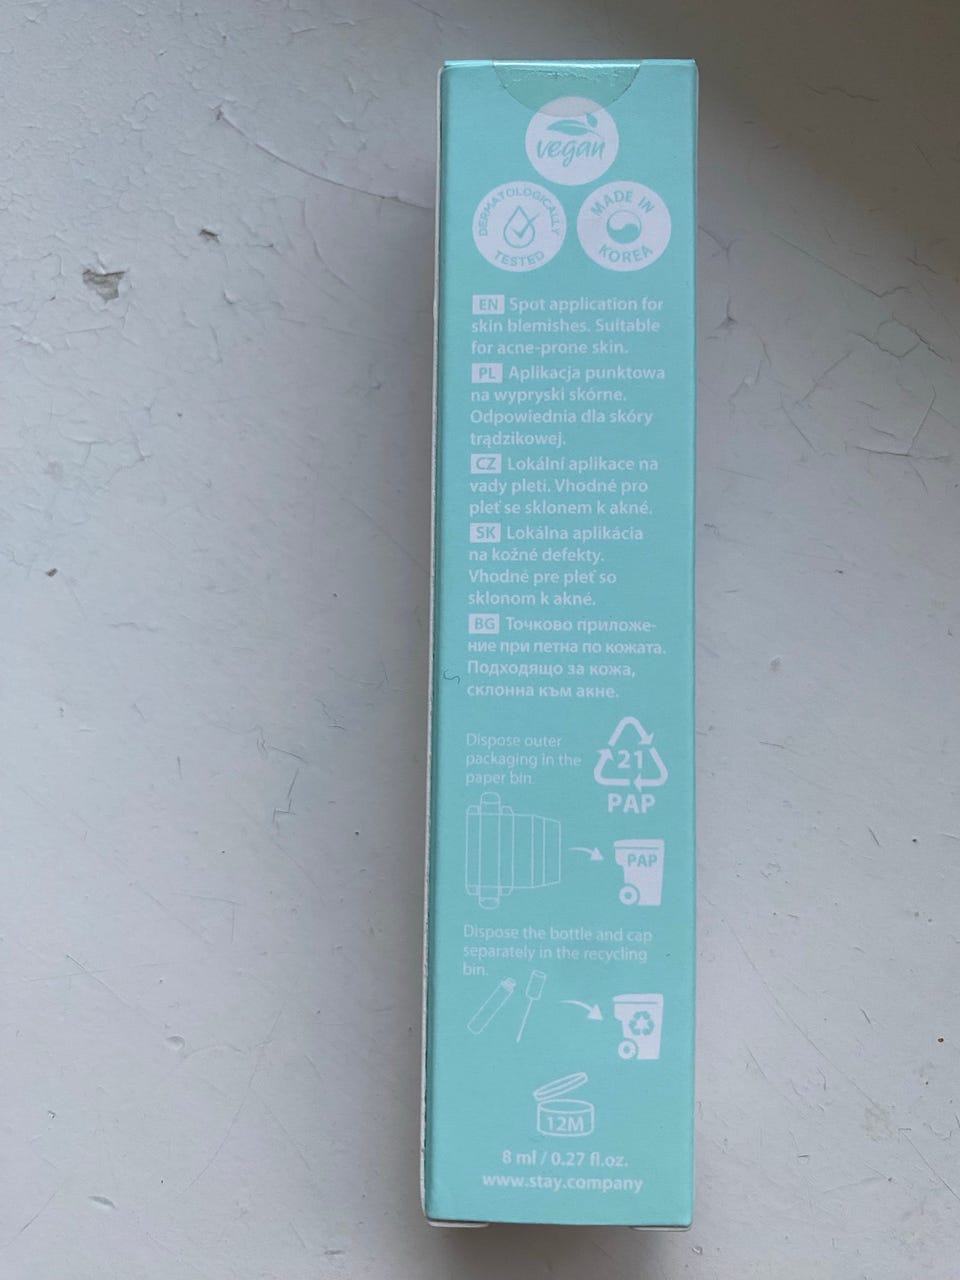 vegan
DERMATOLOGICALLY
TESTED
MADE IN
KOREA
EN Spot application for
skin blemishes. Suitable
for acne-prone skin.
PL Aplikacja punktowa
na wypryski skórne.
Odpowiednia dla skóry
trądzikowej.
CZ Lokální aplikace na
vady pleti. Vhodné pro
pleť se sklonem k akné.
SK Lokálna aplikácia
na kožné defekty.
Vhodné pre pleť so
sklonom k akné.
BG Точково приложе-
ние при петна по кожата.
Подходящо за кожа,
склонна към акне.
Dispose outer
packaging in the
paper bin.
21
PAP
PAP
Dispose the bottle and cap
separately in the recycling
bin.
12M
8 ml / 0.27 fl.oz.
www.stay.company